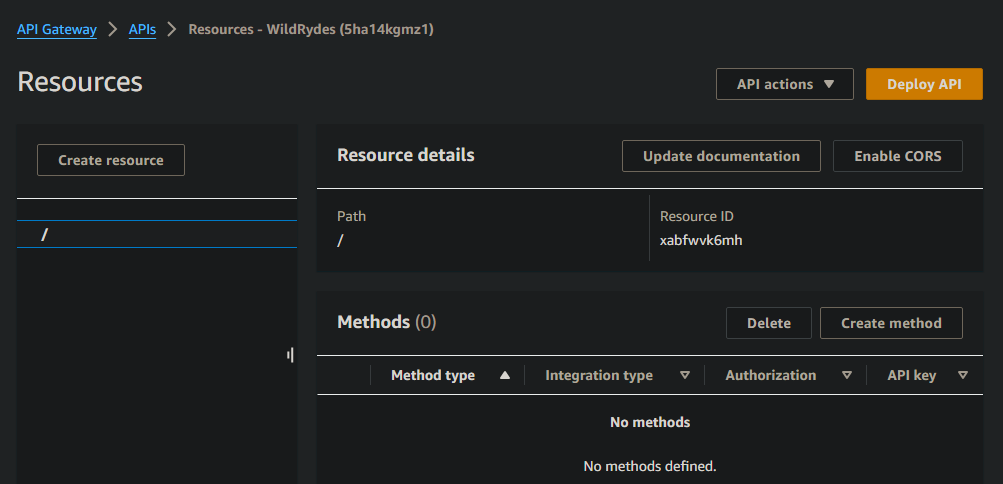 API Gateway > APIs > Resources - WildRydes (5ha14kgmz1)
Resources
API actions ▼
Deploy API
Create resource
/
Resource details
Update documentation
Enable CORS
Path
/
Resource ID
xabfwvk6mh
Methods (0)
Delete
Create method
Method type ▲ Integration type ▽ Authorization ▽ API key ▽
No methods
No methods defined.